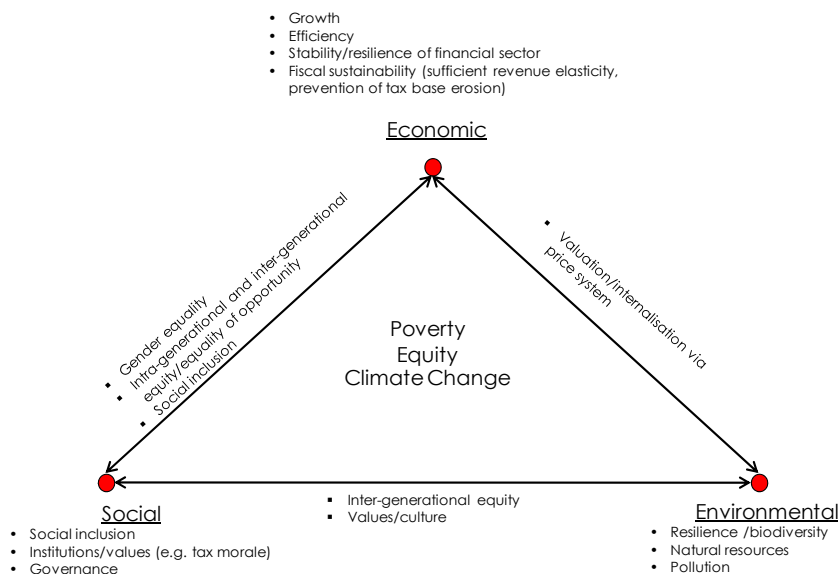 • Growth
• Efficiency
• Stability/resilience of financial sector
• Fiscal sustainability (sufficient revenue elasticity,
prevention of tax base erosion)
Economic
▪ Gender equality
▪ Intra-generational and inter-generational
equity/equality of opportunity
▪ Social inclusion
▪ Valuation/internalisation via
price system
Poverty
Equity
Climate Change
▪ Inter-generational equity
▪ Values/culture
Social
• Social inclusion
• Institutions/values (e.g. tax morale)
• Governance
Environmental
• Resilience /biodiversity
• Natural resources
• Pollution